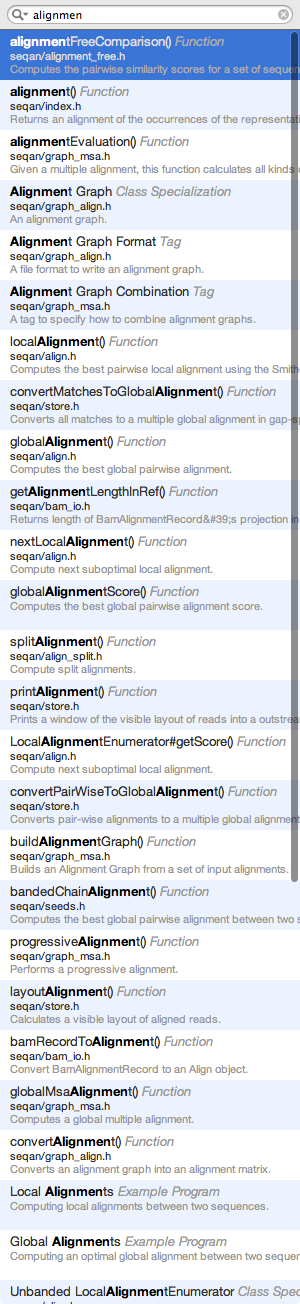 alignmen
alignmentFreeComparison() Function
seqan/alignment_free.h
Computes the pairwise similarity scores for a set of
alignment() Function
seqan/index.h
Returns an alignment of the occurrences of the
alignmentEvaluation() Function
seqan/graph_msa.h
Given a multiple alignment, this function calculates all kinds
Alignment Graph Class Specialization
seqan/graph_align.h
An alignment graph.
Alignment Graph Format Tag
seqan/graph_align.h
A file format to write an alignment graph.
Alignment Graph Combination Tag
seqan/graph_msa.h
A tag to specify how to combine alignment graphs.
localAlignment() Function
seqan/align.h
Computes the best pairwise local alignment using the Smith
convertMatchesToGlobalAlignment() Function
seqan/store.h
Converts all matches to a multiple global alignment in
globalAlignment() Function
seqan/align.h
Computes the best global pairwise alignment.
getAlignmentLengthInRef() Function
seqan/bam_io.h
Returns length of BamAlignmentRecord&#39;s projection in
nextLocalAlignment() Function
seqan/align.h
Compute next suboptimal local alignment.
globalAlignmentScore() Function
Computes the best global pairwise alignment score.
splitAlignment() Function
seqan/align_split.h
Compute split alignments.
printAlignment() Function
seqan/store.h
Prints a window of the visible layout of reads into a
LocalAlignmentEnumerator#getScore() Function
seqan/align.h
Compute next suboptimal local alignment.
convertPairWiseToGlobalAlignment() Function
seqan/store.h
Converts pair-wise alignments to a multiple global alignment
buildAlignmentGraph() Function
seqan/graph_msa.h
Builds an Alignment Graph from a set of input alignments.
bandedChainAlignment() Function
seqan/seeds.h
Computes the best global pairwise alignment between two
progressiveAlignment() Function
seqan/graph_msa.h
Performs a progressive alignment.
layoutAlignment() Function
seqan/store.h
Calculates a visible layout of aligned reads.
bamRecordToAlignment() Function
seqan/bam_io.h
Convert BamAlignmentRecord to an Align object.
globalMsaAlignment() Function
seqan/graph_msa.h
Computes a global multiple alignment.
convertAlignment() Function
seqan/graph_align.h
Converts an alignment graph into an alignment matrix.
Local Alignments Example Program
Computing local alignments between two sequences.
Global Alignments Example Program
Computing an optimal global alignment between two
Unbanded LocalAlignmentEnumerator Class